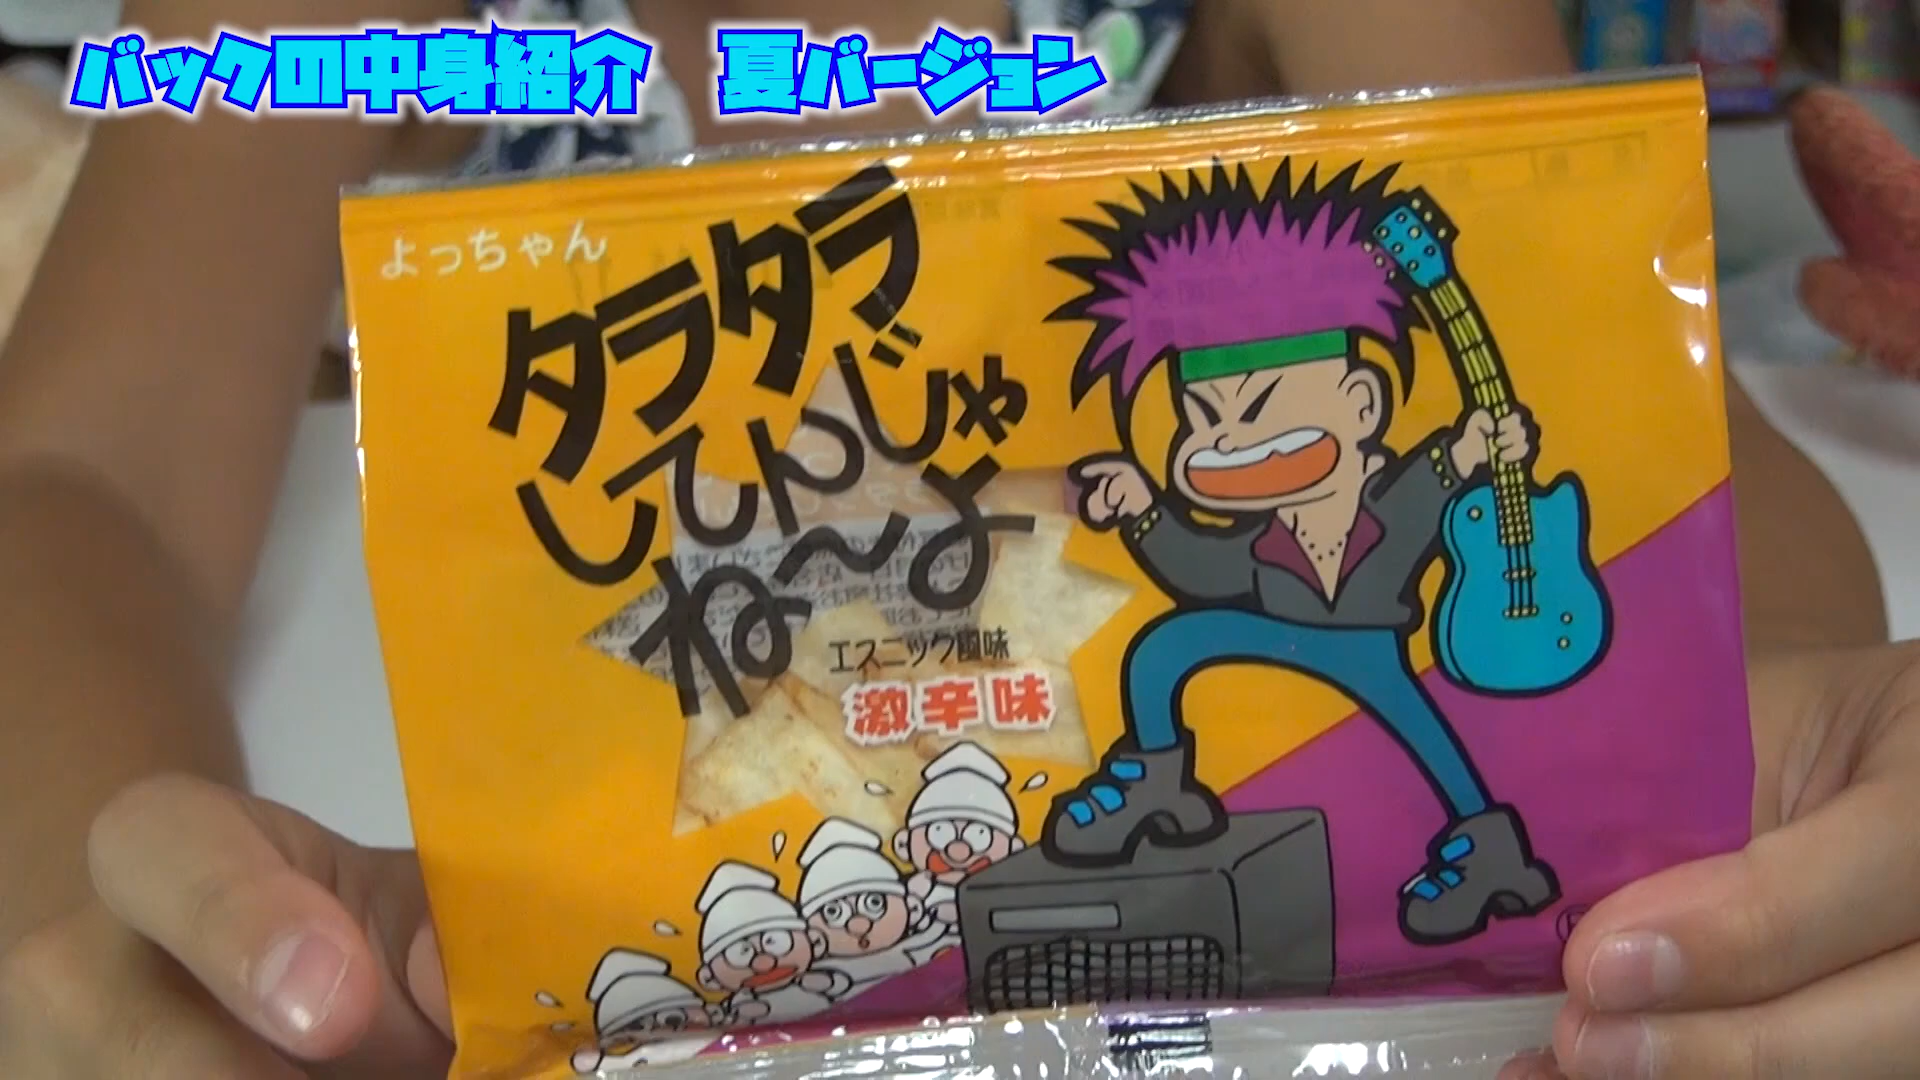 バックの中身紹介　夏バージョン
よっちゃん
タラタラ
してんじゃ
ね〜よ
エスニック風味
激辛味